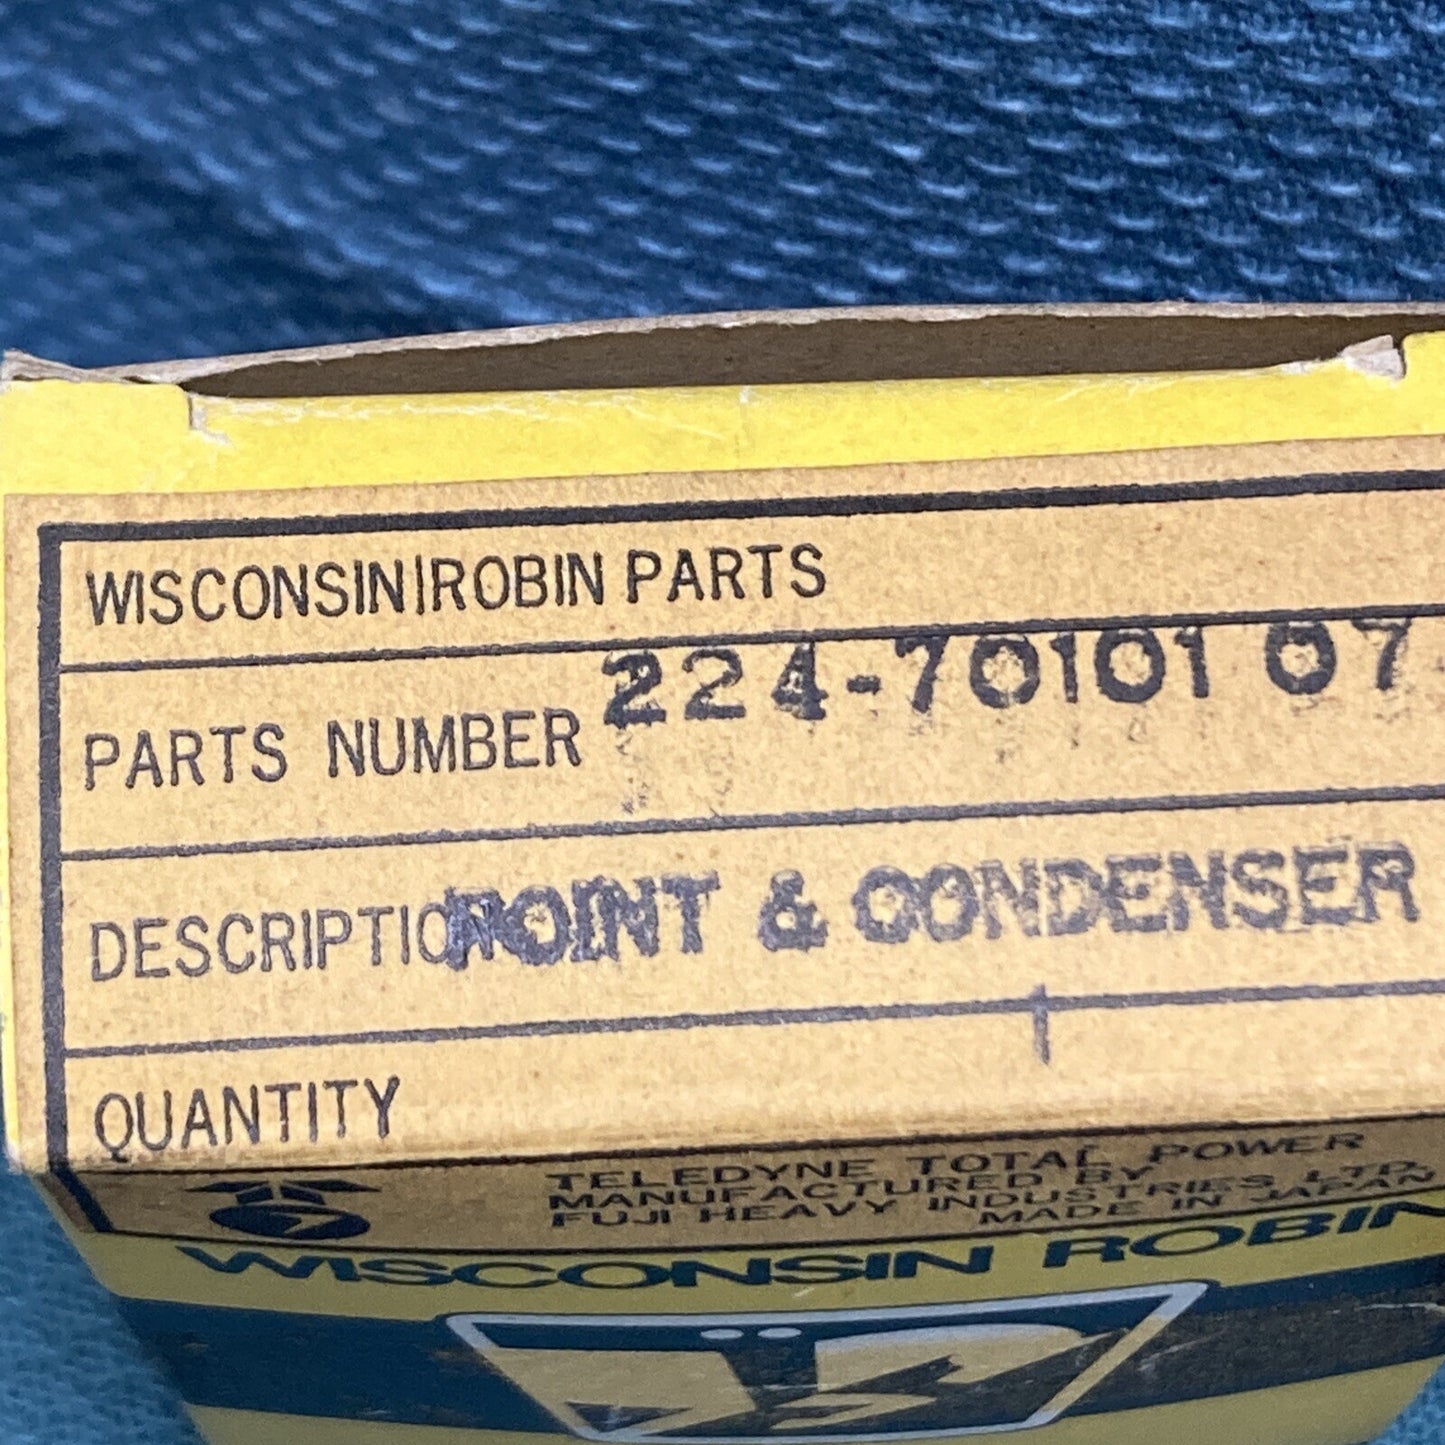 WISCONSIN|ROBIN PARTS
PARTS NUMBER 224-70101 07
DESCRIPTION POINT & CONDENSER
QUANTITY 1
TELEDYNE TOTAL POWER
MANUFACTURED BY
FUJI HEAVY INDUSTRIES LTD.
MADE IN JAPAN
WISCONSIN ROBIN